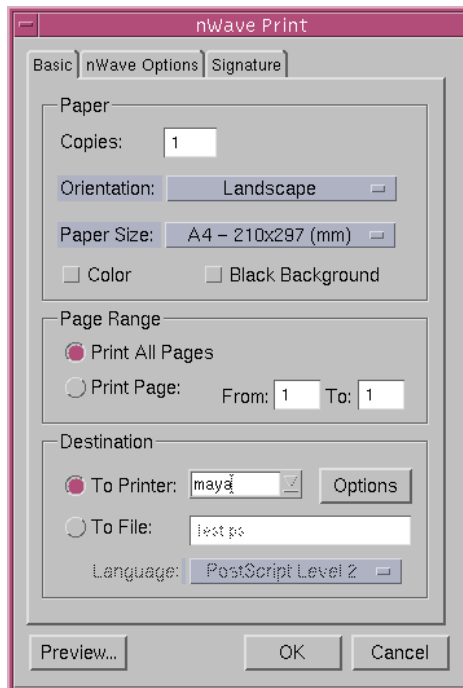 nWave Print
Basic nWave Options Signature
Paper
Copies: 1
Orientation: Landscape
Paper Size: A4 – 210x297 (mm)
Color Black Background
Page Range
Print All Pages
Print Page: From: 1 To: 1
Destination
To Printer: maya Options
To File: Test.ps
Language: PostScript Level 2
Preview... OK Cancel